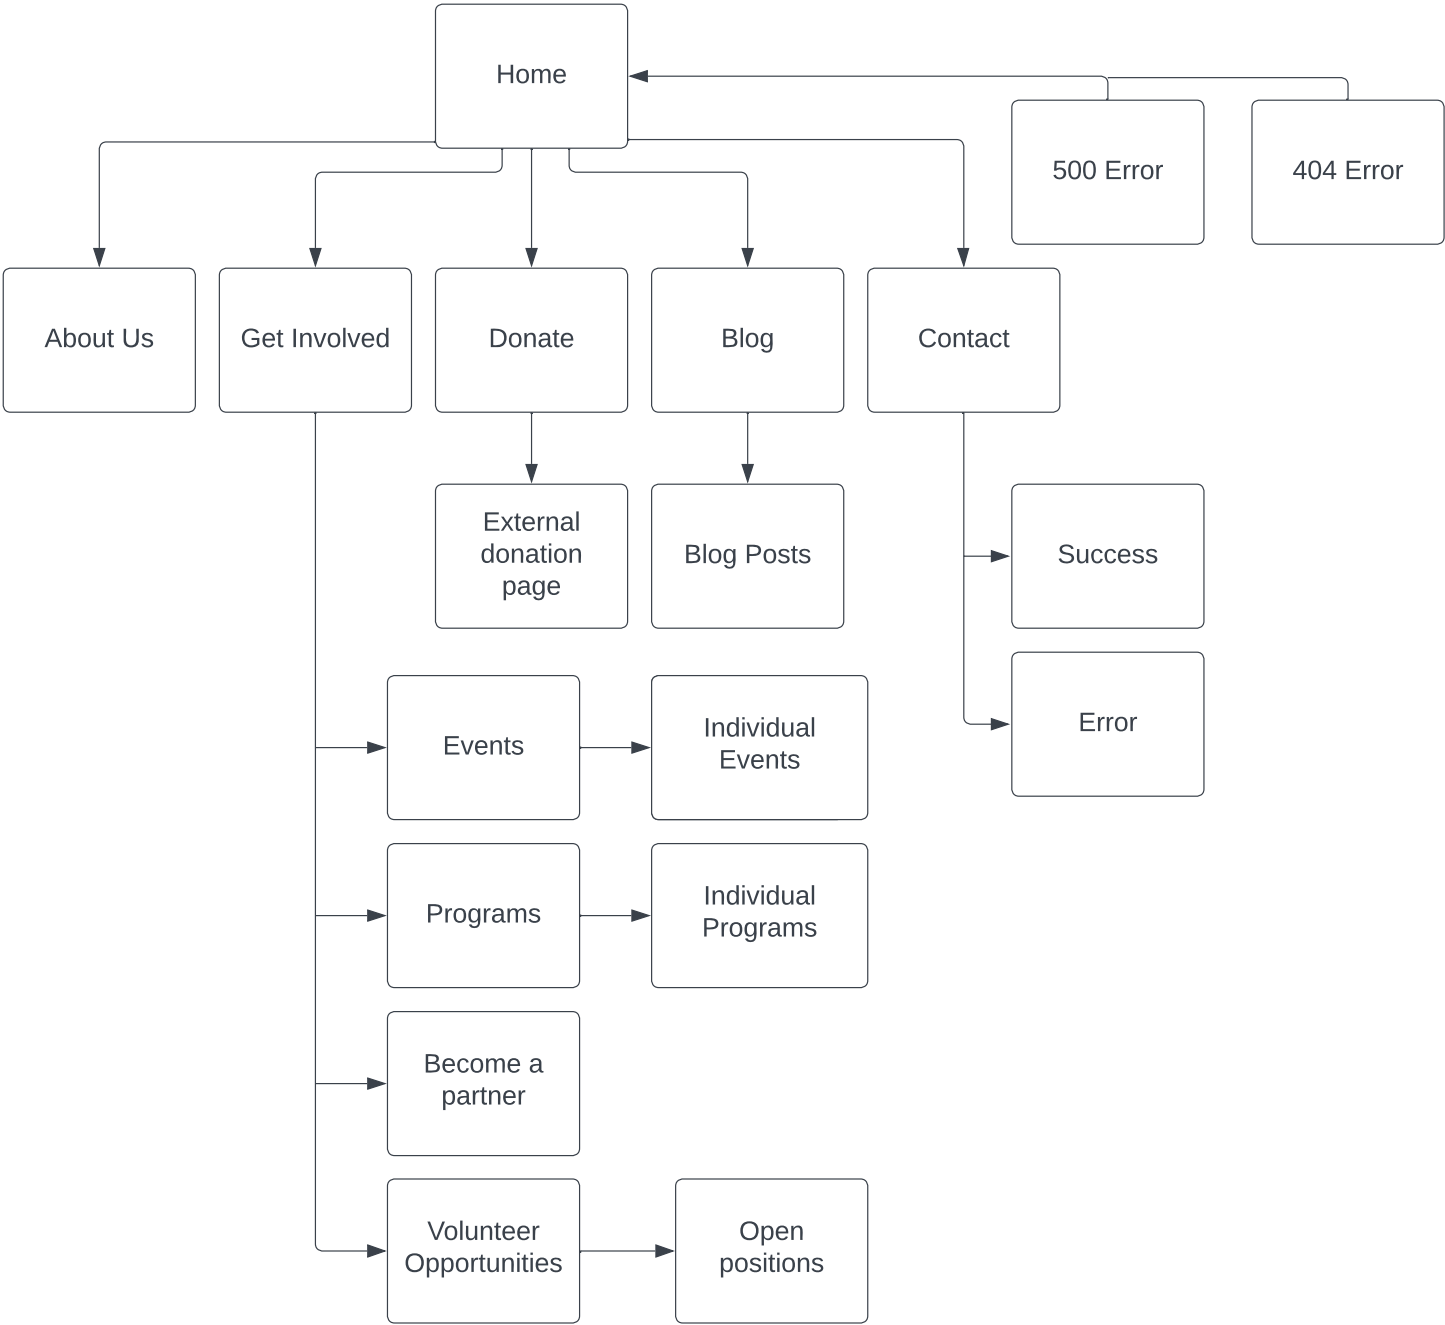 Home
500 Error
404 Error
About Us
Get Involved
Donate
Blog
Contact
External
donation
page
Blog Posts
Success
Error
Events
Individual
Events
Programs
Individual
Programs
Become a
partner
Volunteer
Opportunities
Open
positions